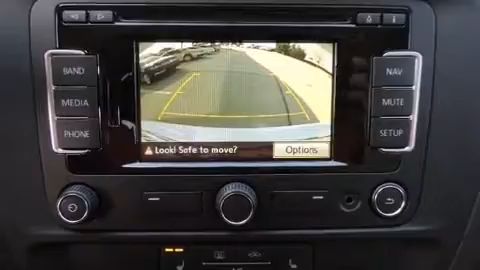 BAND
MEDIA
PHONE
NAV
MUTE
SETUP
Look! Safe to move?
Options